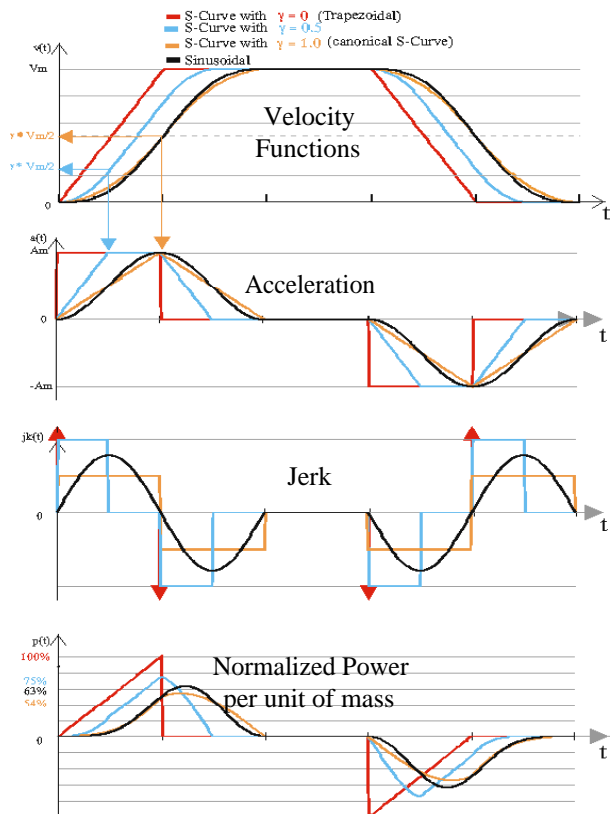 S-Curve with γ = 0 (Trapezoidal)
S-Curve with γ = 0.5
S-Curve with γ = 1.0 (canonical S-Curve)
Sinusoidal
v(t)
Vm
Velocity
Functions
γ • Vm/2
γ* Vm/2
0
t
a(t)
Am
Acceleration
0
t
-Am
jk(t)
Jerk
0
t
p(t)
100%
Normalized Power
per unit of mass
75%
63%
54%
0
t